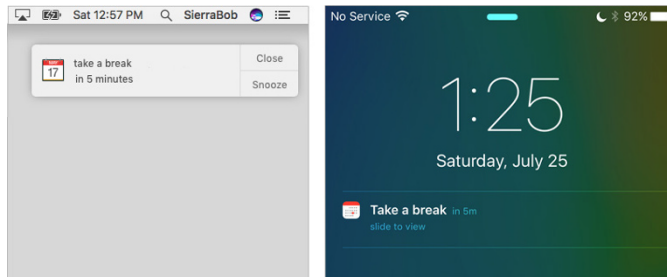 Sat 12:57 PM SierraBob
take a break
in 5 minutes
Close
Snooze
17
No Service
92%
1:25
Saturday, July 25
Take a break in 5m
slide to view